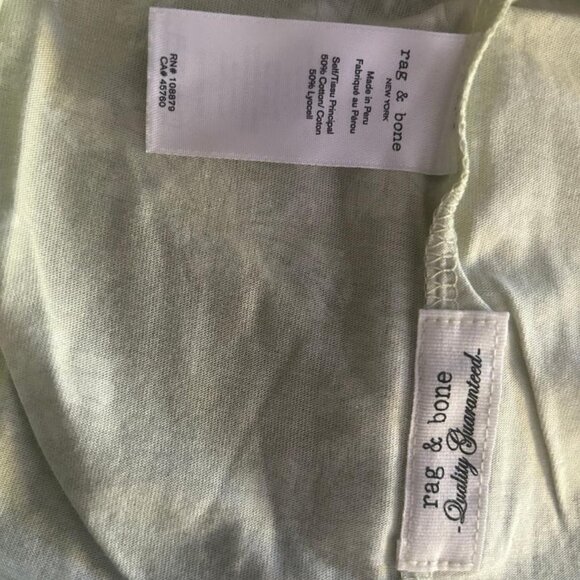 rag & bone
NEW YORK
Made in Peru
Fabriqué au Pérou
Self/Tissu Principal
50% Cotton/ Coton
50% Lyocell
RN# 108879
CA# 45760
rag & bone
-Quality Guaranteed-